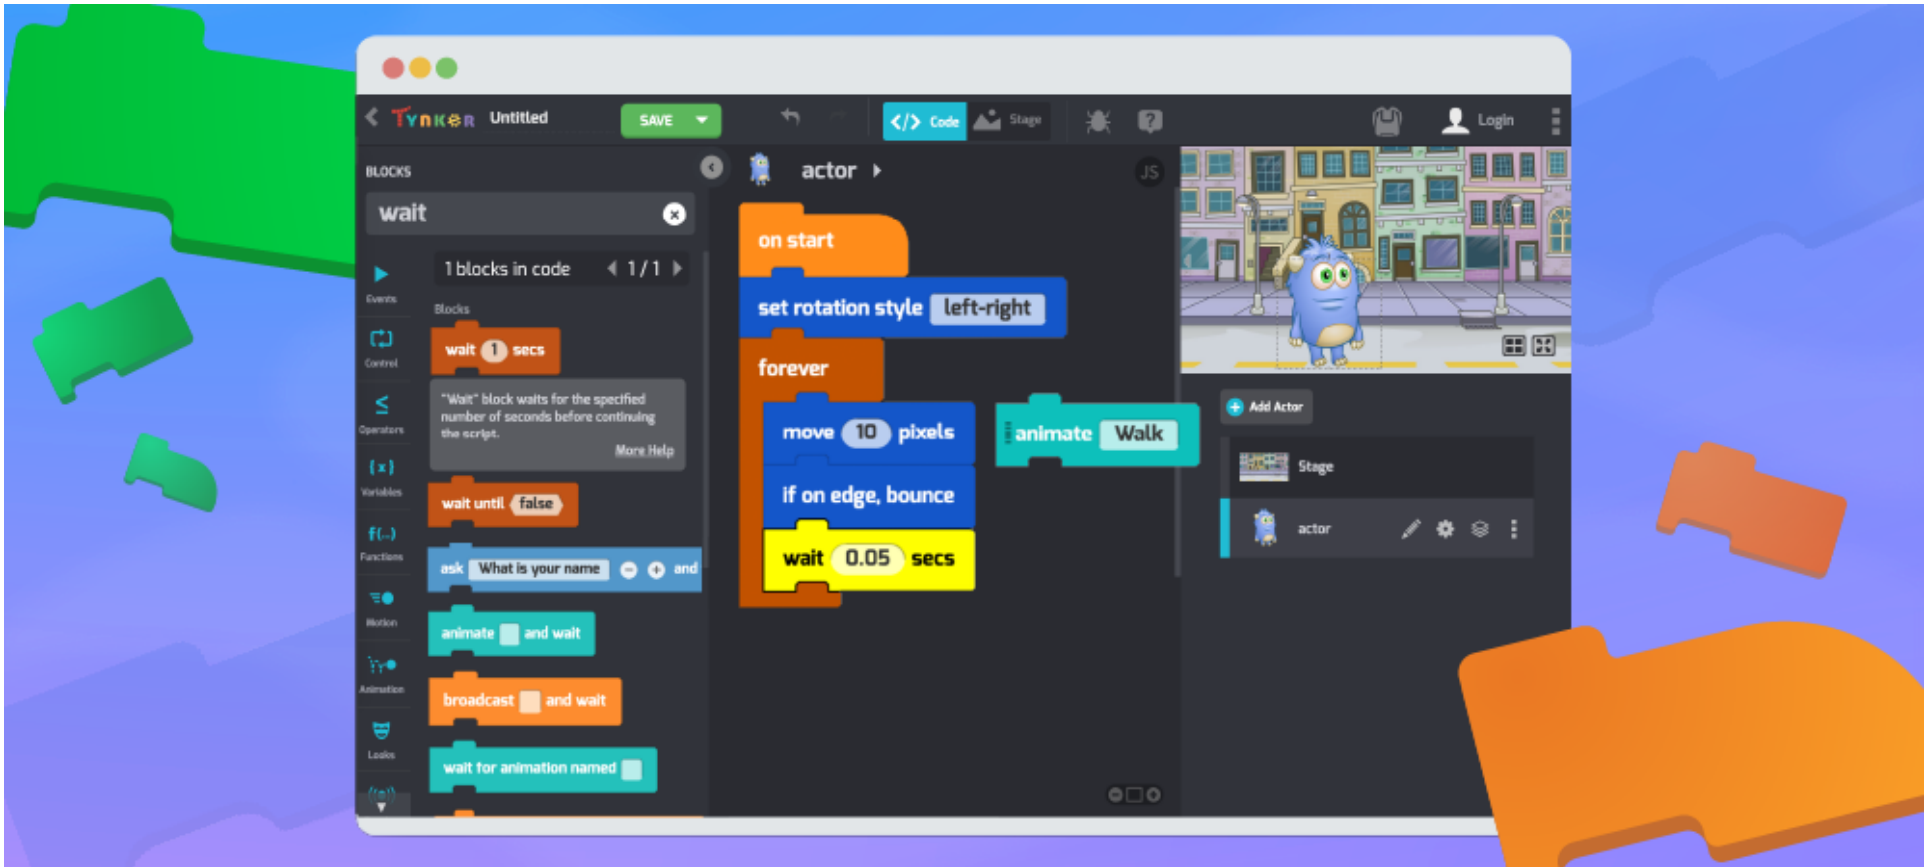 TYNKER Untitled
SAVE
</> Code
Stage
?
Login
BLOCKS
wait
1 blocks in code
1 / 1
Events
Control
Operators
{x}
Variables
f(...)
Functions
Motion
Animation
Looks
Blocks
wait 1 secs
"Wait" block waits for the specified
number of seconds before continuing
the script.
More Help
wait until false
ask What is your name and
animate and wait
broadcast and wait
wait for animation named
actor
JS
on start
set rotation style left-right
forever
move 10 pixels
if on edge, bounce
wait 0.05 secs
animate Walk
Add Actor
Stage
actor